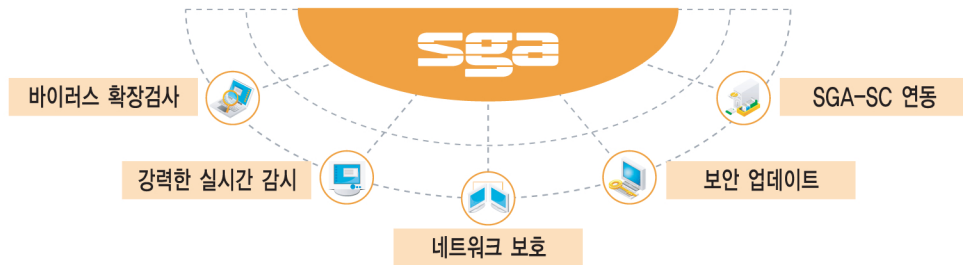 sga
바이러스 확장검사
SGA-SC 연동
강력한 실시간 감시
보안 업데이트
네트워크 보호